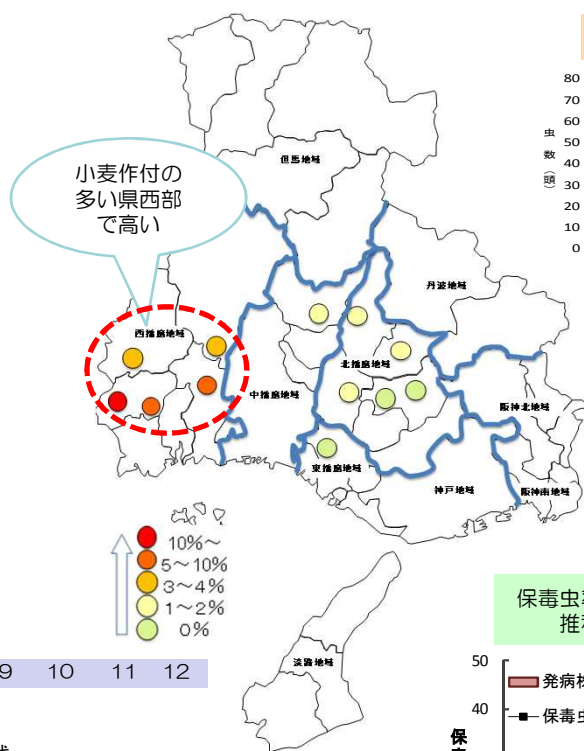 小麦作付の
多い県西部
で高い
但馬地域
丹波地域
西播磨地域
北播磨地域
中播磨地域
阪神北地域
東播磨地域
神戸地域
阪神南地域
淡路地域
10%~
5~10%
3~4%
1~2%
0%
9 10 11 12
80
70
60
50
40
30
20
10
0
虫数(頭)
保毒虫
推
50
40
発病株
保毒虫
保